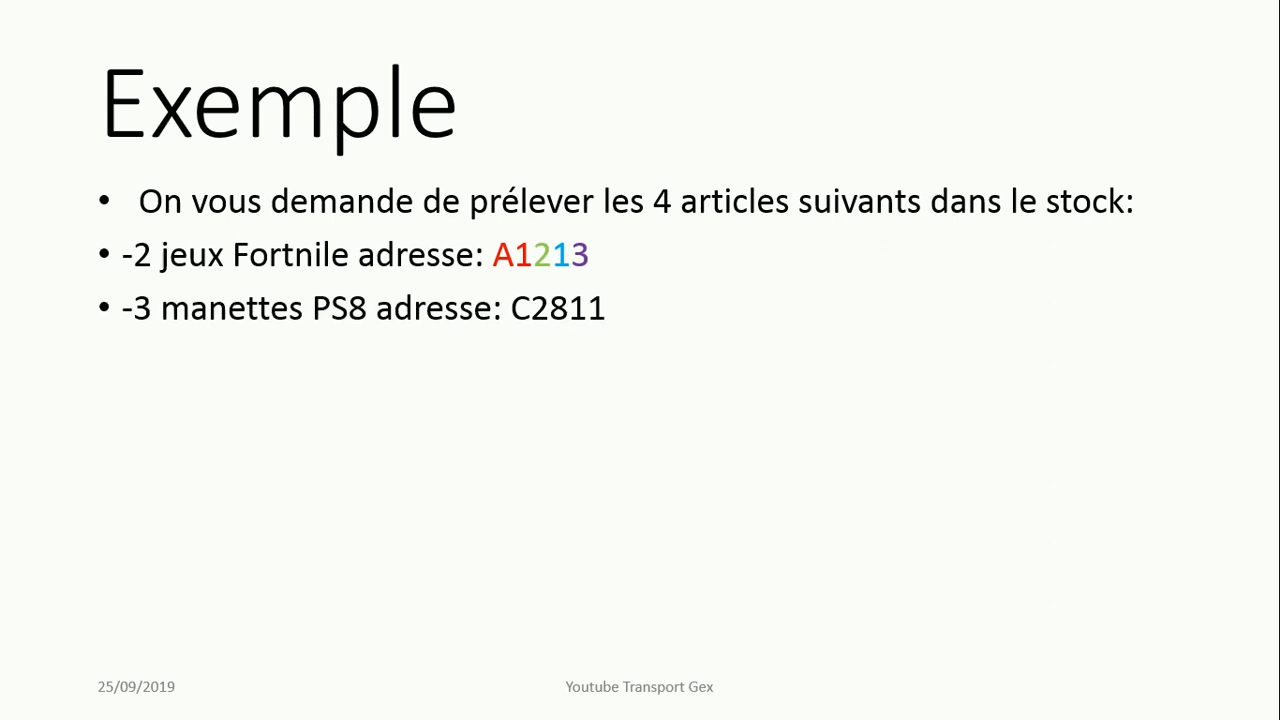 Exemple
• On vous demande de prélever les 4 articles suivants dans le stock:
• -2 jeux Fortnile adresse: A1213
• -3 manettes PS8 adresse: C2811
25/09/2019
Youtube Transport Gex